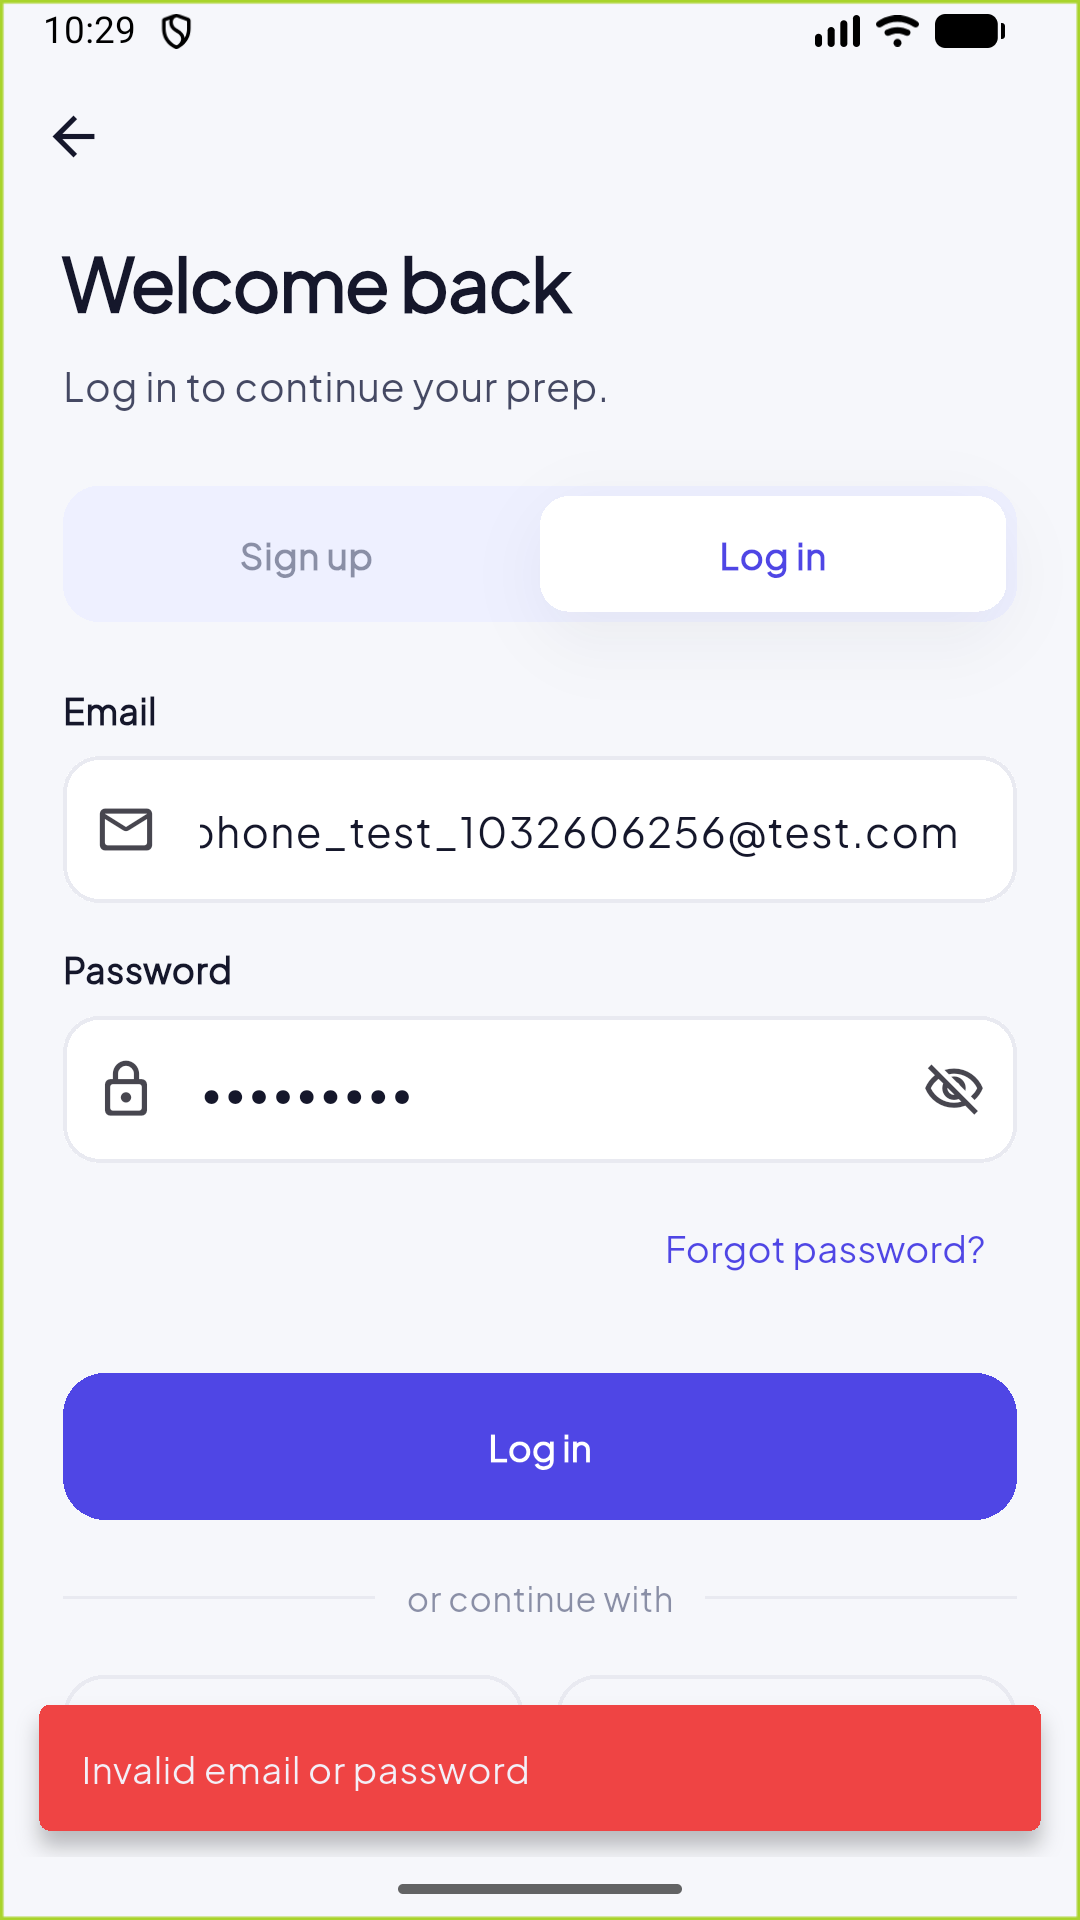 10:29
Welcome back
Log in to continue your prep.
Sign up
Log in
Email
phone_test_1032606256@test.com
Password
Forgot password?
Log in
or continue with
Invalid email or password